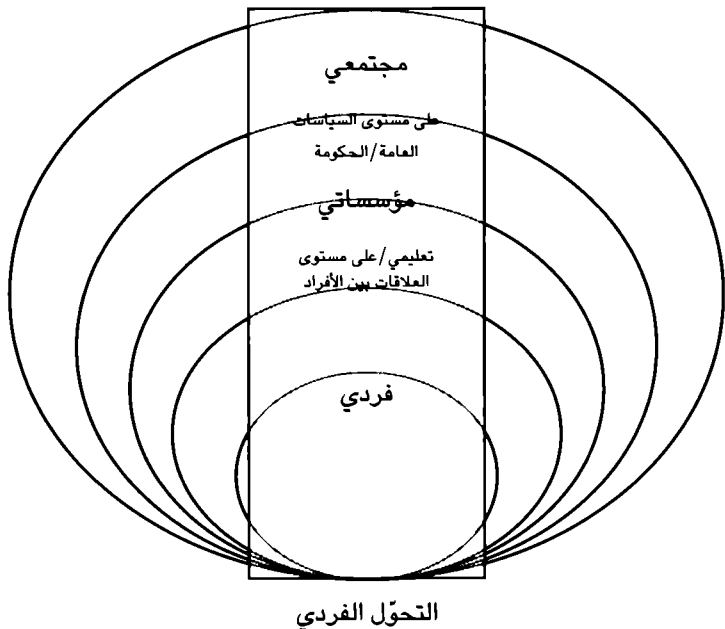 مجتمعي
على مستوى السياسات
العامة/الحكومة
مؤسساتي
تعليمي/على مستوى
العلاقات بين الأفراد
فردي
التحوّل الفردي